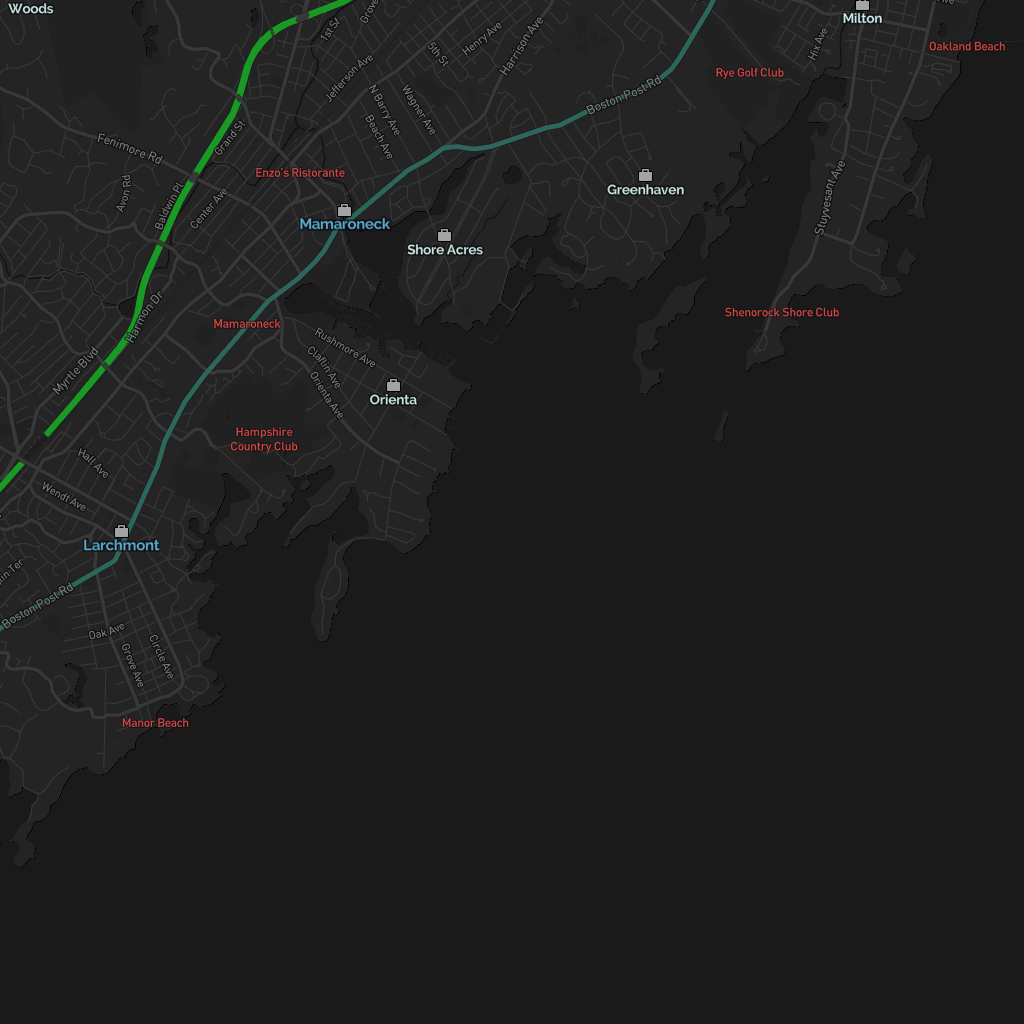 Woods
1st St
Grove
5th St
Henry Ave
Harrison Ave
Milton
Hix Ave
Oakland Beach
Rye Golf Club
Jefferson Ave
N Barry Ave
Wagner Ave
Beach Ave
Boston Post Rd
Fenimore Rd
Grand St
Enzo's Ristorante
Avon Rd
Baldwin Pl
Center Ave
Mamaroneck
Shore Acres
Greenhaven
Stuyvesant Ave
Harmon Dr
Mamaroneck
Shenorock Shore Club
Myrtle Blvd
Rushmore Ave
Claflin Ave
Orienta Ave
Orienta
Hampshire
Country Club
Hall Ave
Wendt Ave
Larchmont
Ter
Boston Post Rd
Oak Ave
Grove Ave
Circle Ave
Manor Beach